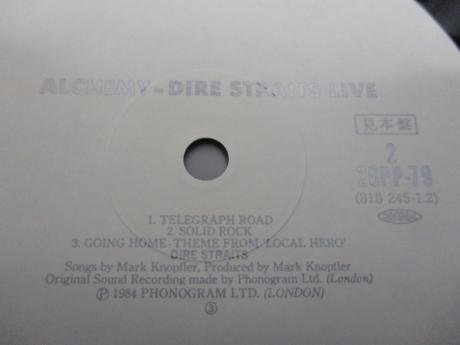 ALCHEMY - DIRE STRAITS LIVE
見本盤
2
28PP-79
(818 245-1.2)
1. TELEGRAPH ROAD
2. SOLID ROCK
3. GOING HOME - THEME FROM 'LOCAL HERO'
DIRE STRAITS
Songs by Mark Knopfler, Produced by Mark Knopfler
Original Sound Recording made by Phonogram Ltd. (London)
Ⓟ 1984 PHONOGRAM LTD. (LONDON)
③